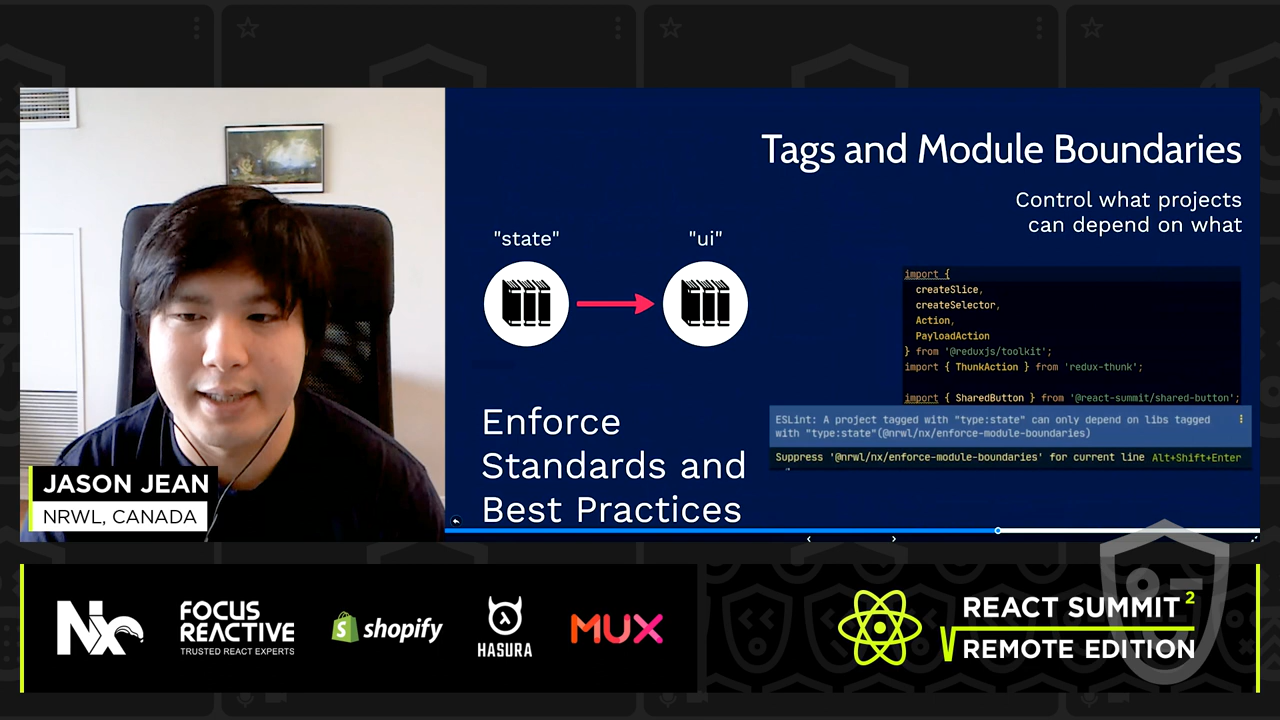 Tags and Module Boundaries
Control what projects
can depend on what
"state"
"ui"
import {
createSlice,
createSelector,
Action,
PayloadAction
} from '@reduxjs/toolkit';
import { ThunkAction } from 'redux-thunk';
import { SharedButton } from '@react-summit/shared-button';
ESLint: A project tagged with "type:state" can only depend on libs tagged
with "type:state"(@nrwl/nx/enforce-module-boundaries)
Suppress '@nrwl/nx/enforce-module-boundaries' for current line Alt+Shift+Enter
Enforce
Standards and
Best Practices
JASON JEAN
NRWL, CANADA
Nx
FOCUS
REACTIVE
TRUSTED REACT EXPERTS
shopify
HASURA
MUX
REACT SUMMIT 2
REMOTE EDITION